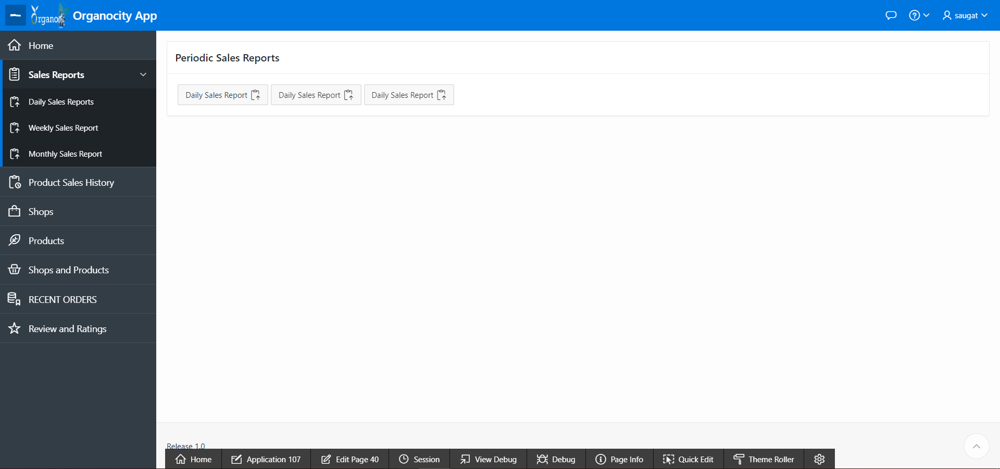 Organo
Organocity App
saugat
Home
Sales Reports
Daily Sales Reports
Weekly Sales Report
Monthly Sales Report
Product Sales History
Shops
Products
Shops and Products
RECENT ORDERS
Review and Ratings
Periodic Sales Reports
Daily Sales Report Daily Sales Report Daily Sales Report
Release 1.0
Home Application 107 Edit Page 40 Session View Debug Debug Page Info Quick Edit Theme Roller